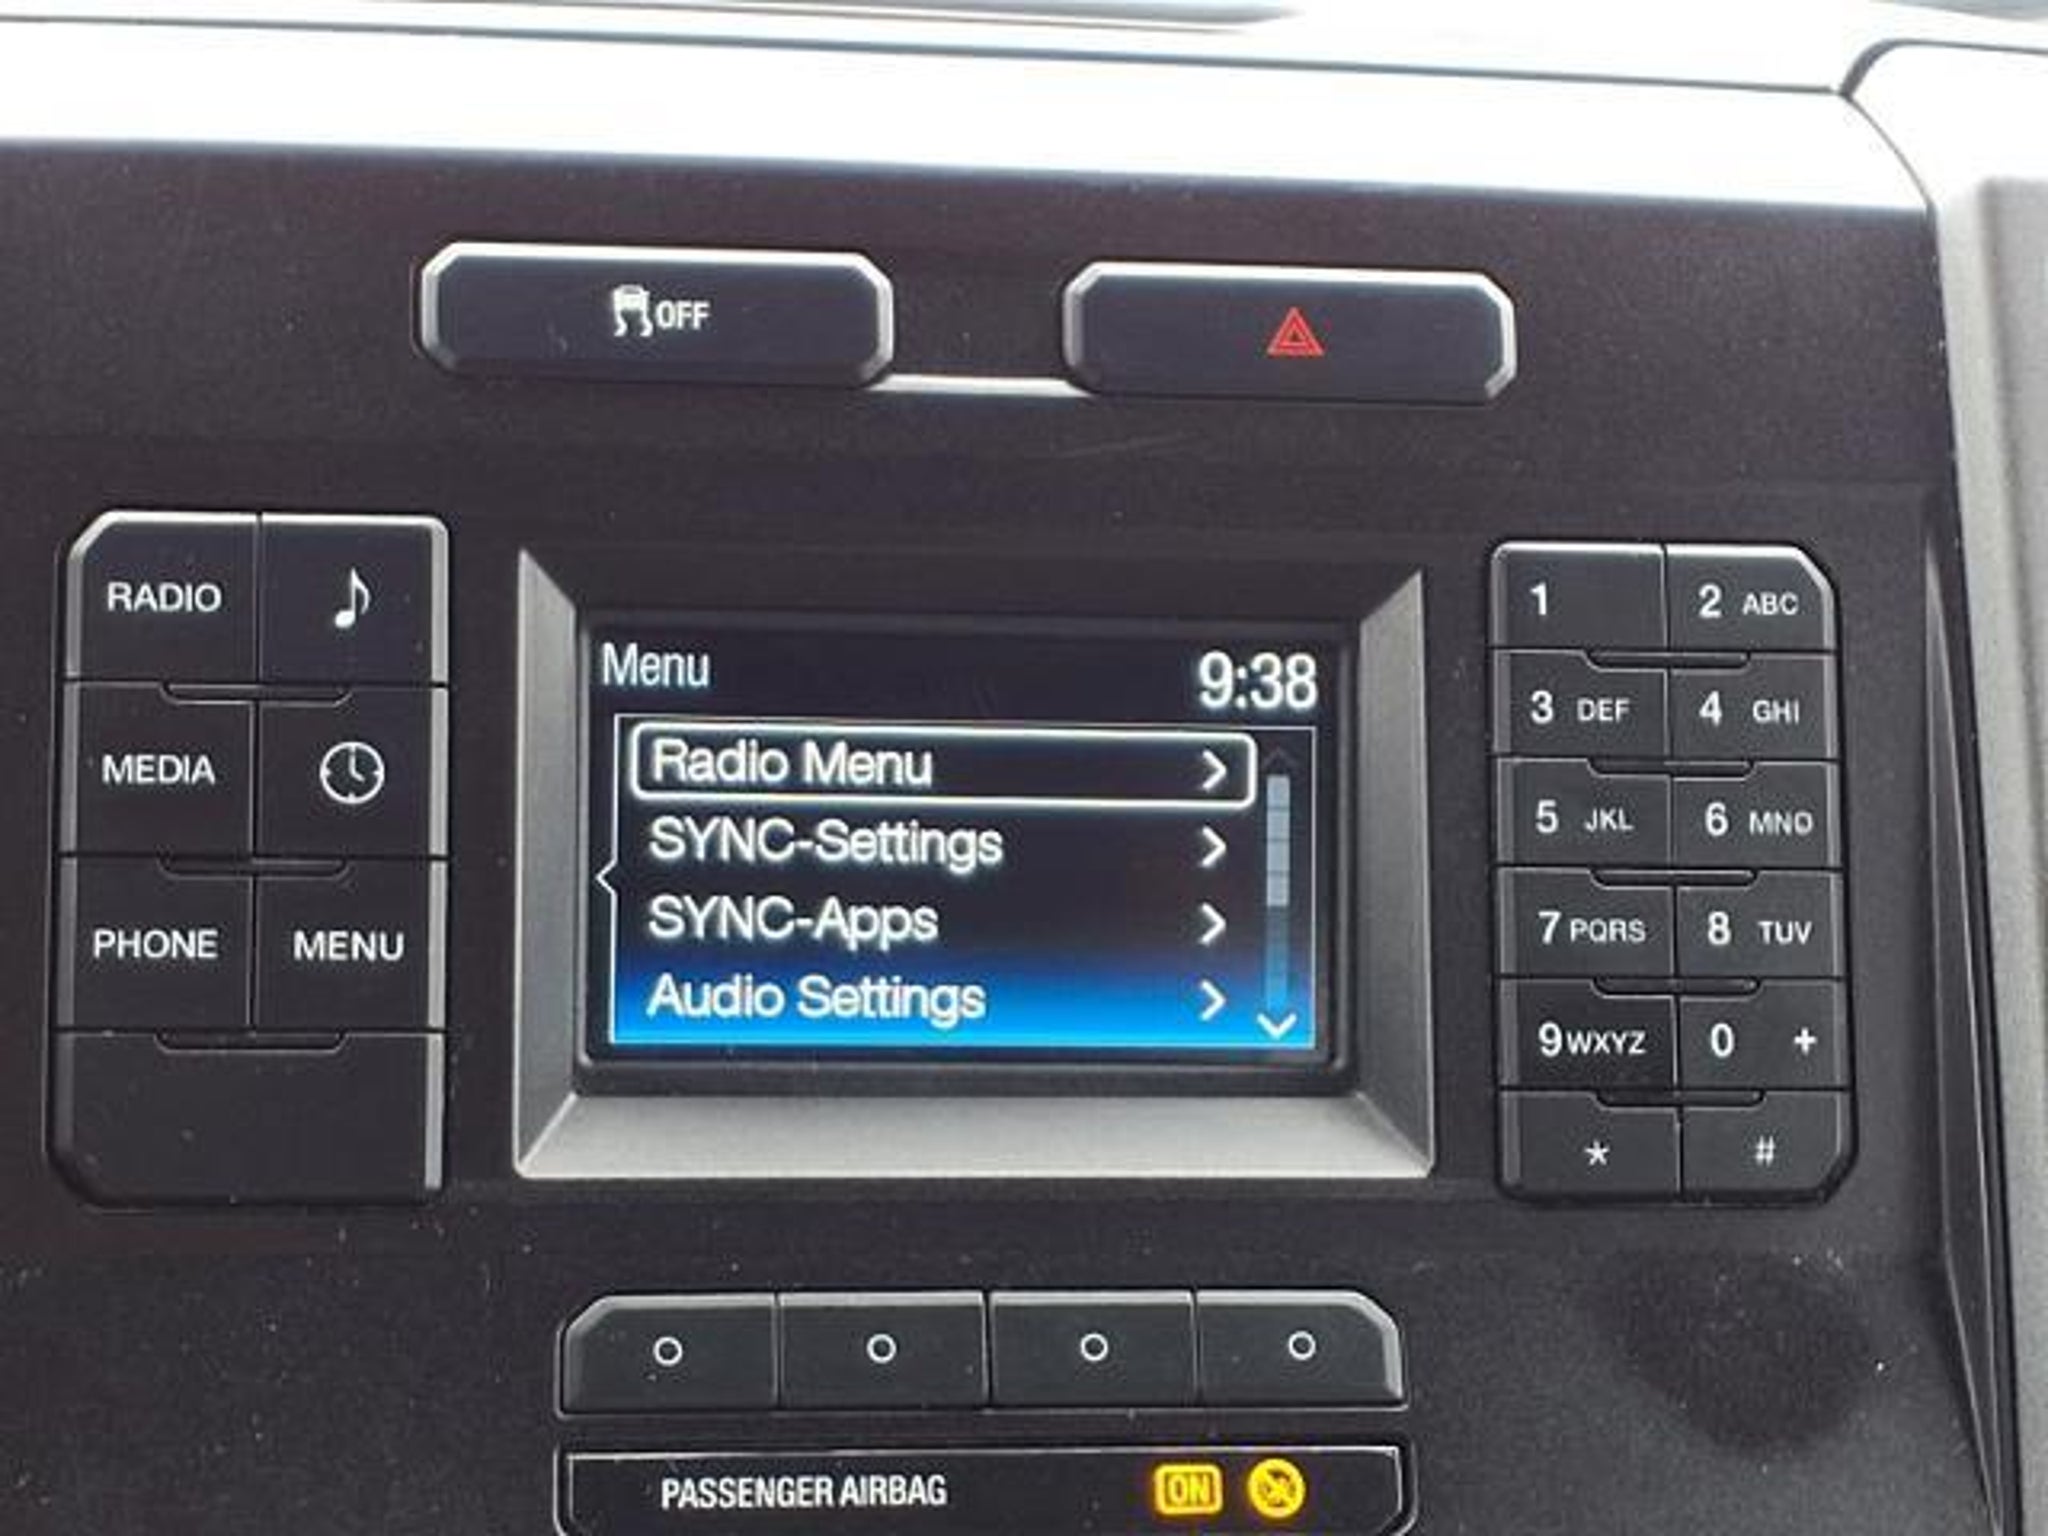 OFF
RADIO
MEDIA
PHONE MENU
Menu 9:38
Radio Menu >
SYNC-Settings >
SYNC-Apps >
Audio Settings >
1 2 ABC
3 DEF 4 GHI
5 JKL 6 MNO
7 PQRS 8 TUV
9 WXYZ 0 +
* #
PASSENGER AIRBAG ON